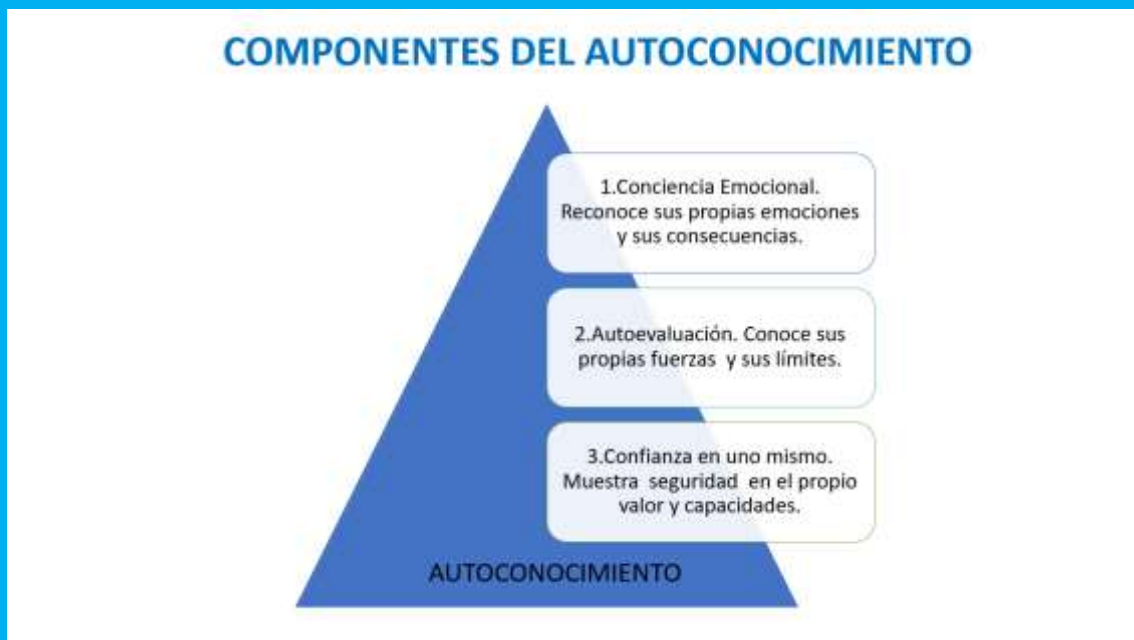 COMPONENTES DEL AUTOCONOCIMIENTO
1.Conciencia Emocional.
Reconoce sus propias emociones
y sus consecuencias.
2.Autoevaluación. Conoce sus
propias fuerzas y sus límites.
3.Confianza en uno mismo.
Muestra seguridad en el propio
valor y capacidades.
AUTOCONOCIMIENTO